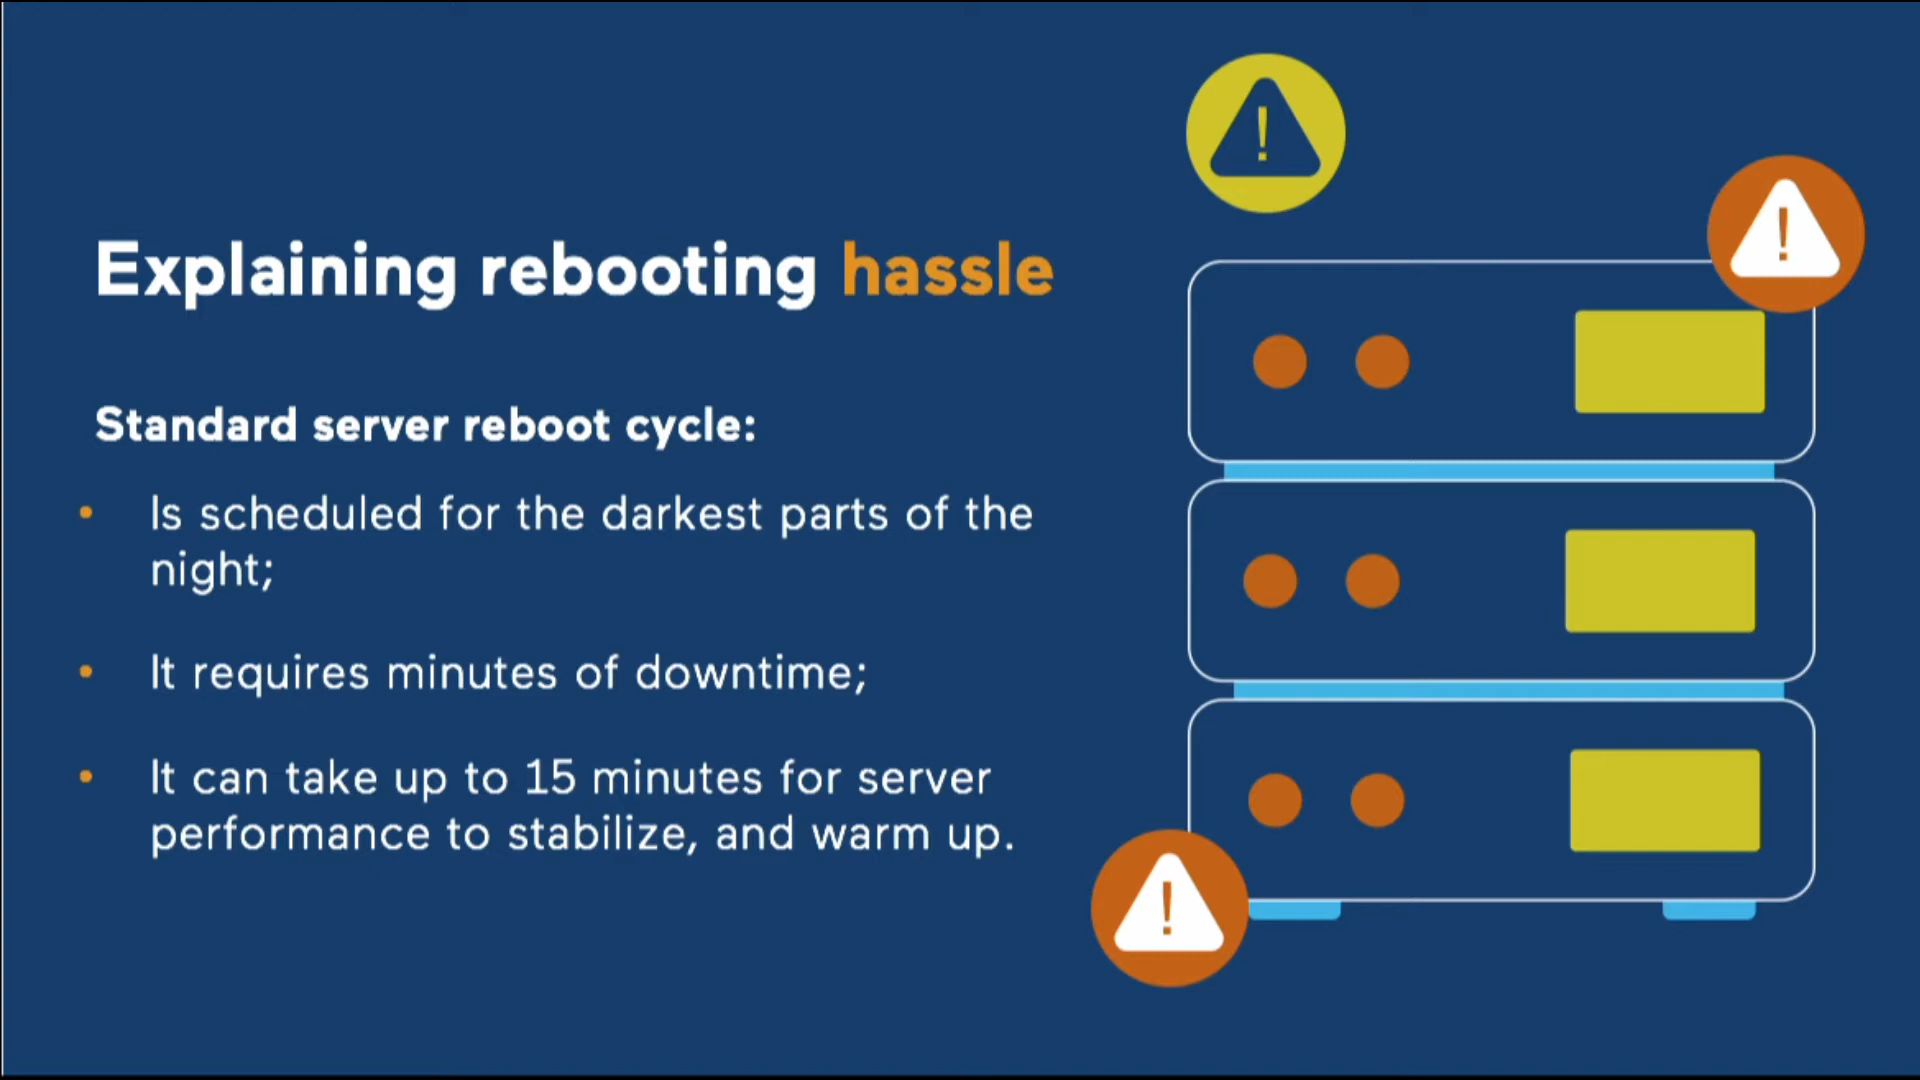 Explaining rebooting hassle
Standard server reboot cycle:
• Is scheduled for the darkest parts of the
night;
• It requires minutes of downtime;
• It can take up to 15 minutes for server
performance to stabilize, and warm up.
!
!
!